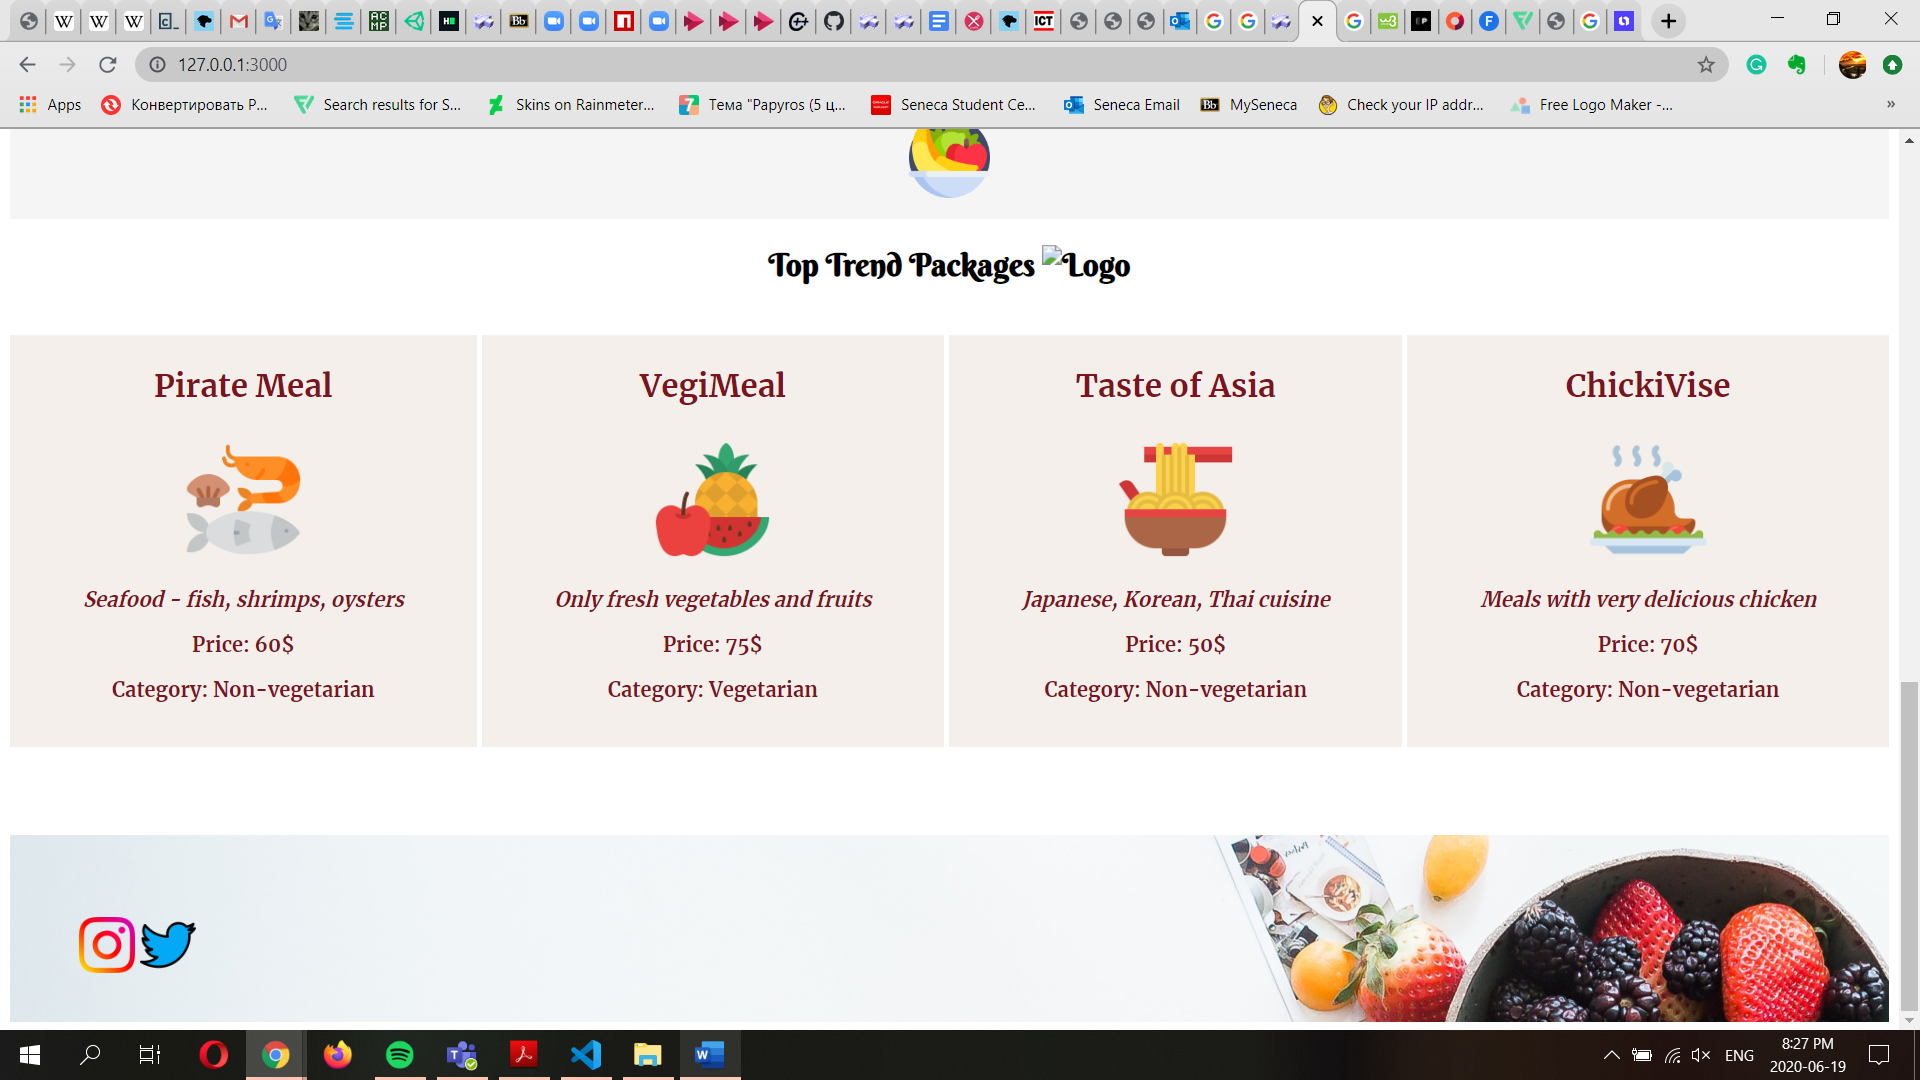 127.0.0.1:3000
Apps
Конвертировать P...
Search results for S...
Skins on Rainmeter...
Тема "Papyros (5 ц...
Seneca Student Ce...
Seneca Email
Bb
MySeneca
Check your IP addr...
Free Logo Maker -...
»
Top Trend Packages Logo
Pirate Meal
VegiMeal
Taste of Asia
ChickiVise
Seafood - fish, shrimps, oysters
Only fresh vegetables and fruits
Japanese, Korean, Thai cuisine
Meals with very delicious chicken
Price: 60$
Price: 75$
Price: 50$
Price: 70$
Category: Non-vegetarian
Category: Vegetarian
Category: Non-vegetarian
Category: Non-vegetarian
ENG
8:27 PM
2020-06-19